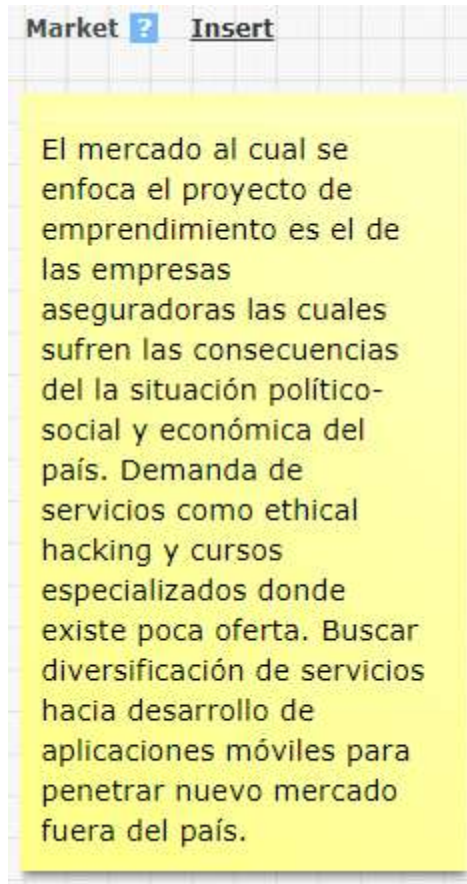 Market ? Insert
El mercado al cual se
enfoca el proyecto de
emprendimiento es el de
las empresas
aseguradoras las cuales
sufren las consecuencias
del la situación político-
social y económica del
país. Demanda de
servicios como ethical
hacking y cursos
especializados donde
existe poca oferta. Buscar
diversificación de servicios
hacia desarrollo de
aplicaciones móviles para
penetrar nuevo mercado
fuera del país.